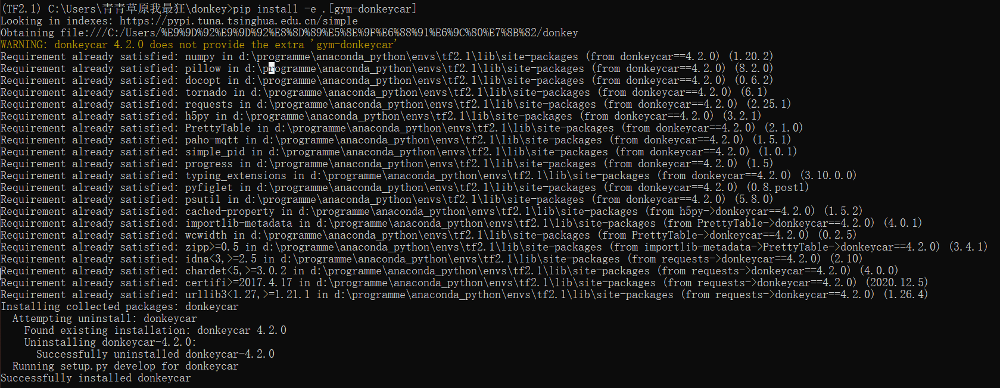 (TF2.1) C:\Users\青青草原我最狂\donkey>pip install -e .[gym-donkeycar]
Looking in indexes: https://pypi.tuna.tsinghua.edu.cn/simple
Obtaining file:///C:/Users/%E9%9D%92%E9%9D%92%E8%8D%89%E5%8E%9F%E6%88%91%E6%9C%80%E7%8B%82/donkey
WARNING: donkeycar 4.2.0 does not provide the extra 'gym-donkeycar'
Requirement already satisfied: numpy in d:\programme\anaconda_python\envs\tf2.1\lib\site-packages (from donkeycar==4.2.0) (1.20.2)
Requirement already satisfied: pillow in d:\programme\anaconda_python\envs\tf2.1\lib\site-packages (from donkeycar==4.2.0) (8.2.0)
Requirement already satisfied: docopt in d:\programme\anaconda_python\envs\tf2.1\lib\site-packages (from donkeycar==4.2.0) (0.6.2)
Requirement already satisfied: tornado in d:\programme\anaconda_python\envs\tf2.1\lib\site-packages (from donkeycar==4.2.0) (6.1)
Requirement already satisfied: requests in d:\programme\anaconda_python\envs\tf2.1\lib\site-packages (from donkeycar==4.2.0) (2.25.1)
Requirement already satisfied: h5py in d:\programme\anaconda_python\envs\tf2.1\lib\site-packages (from donkeycar==4.2.0) (3.2.1)
Requirement already satisfied: PrettyTable in d:\programme\anaconda_python\envs\tf2.1\lib\site-packages (from donkeycar==4.2.0) (2.1.0)
Requirement already satisfied: paho-mqtt in d:\programme\anaconda_python\envs\tf2.1\lib\site-packages (from donkeycar==4.2.0) (1.5.1)
Requirement already satisfied: simple_pid in d:\programme\anaconda_python\envs\tf2.1\lib\site-packages (from donkeycar==4.2.0) (1.0.1)
Requirement already satisfied: progress in d:\programme\anaconda_python\envs\tf2.1\lib\site-packages (from donkeycar==4.2.0) (1.5)
Requirement already satisfied: typing_extensions in d:\programme\anaconda_python\envs\tf2.1\lib\site-packages (from donkeycar==4.2.0) (3.10.0.0)
Requirement already satisfied: pyfiglet in d:\programme\anaconda_python\envs\tf2.1\lib\site-packages (from donkeycar==4.2.0) (0.8.post1)
Requirement already satisfied: psutil in d:\programme\anaconda_python\envs\tf2.1\lib\site-packages (from donkeycar==4.2.0) (5.8.0)
Requirement already satisfied: cached-property in d:\programme\anaconda_python\envs\tf2.1\lib\site-packages (from h5py->donkeycar==4.2.0) (1.5.2)
Requirement already satisfied: importlib-metadata in d:\programme\anaconda_python\envs\tf2.1\lib\site-packages (from PrettyTable->donkeycar==4.2.0) (4.0.1)
Requirement already satisfied: wcwidth in d:\programme\anaconda_python\envs\tf2.1\lib\site-packages (from PrettyTable->donkeycar==4.2.0) (0.2.5)
Requirement already satisfied: zipp>=0.5 in d:\programme\anaconda_python\envs\tf2.1\lib\site-packages (from importlib-metadata->PrettyTable->donkeycar==4.2.0) (3.4.1)
Requirement already satisfied: idna<3,>=2.5 in d:\programme\anaconda_python\envs\tf2.1\lib\site-packages (from requests->donkeycar==4.2.0) (2.10)
Requirement already satisfied: chardet<5,>=3.0.2 in d:\programme\anaconda_python\envs\tf2.1\lib\site-packages (from requests->donkeycar==4.2.0) (4.0.0)
Requirement already satisfied: certifi>=2017.4.17 in d:\programme\anaconda_python\envs\tf2.1\lib\site-packages (from requests->donkeycar==4.2.0) (2020.12.5)
Requirement already satisfied: urllib3<1.27,>=1.21.1 in d:\programme\anaconda_python\envs\tf2.1\lib\site-packages (from requests->donkeycar==4.2.0) (1.26.4)
Installing collected packages: donkeycar
  Attempting uninstall: donkeycar
    Found existing installation: donkeycar 4.2.0
    Uninstalling donkeycar-4.2.0:
      Successfully uninstalled donkeycar-4.2.0
  Running setup.py develop for donkeycar
Successfully installed donkeycar